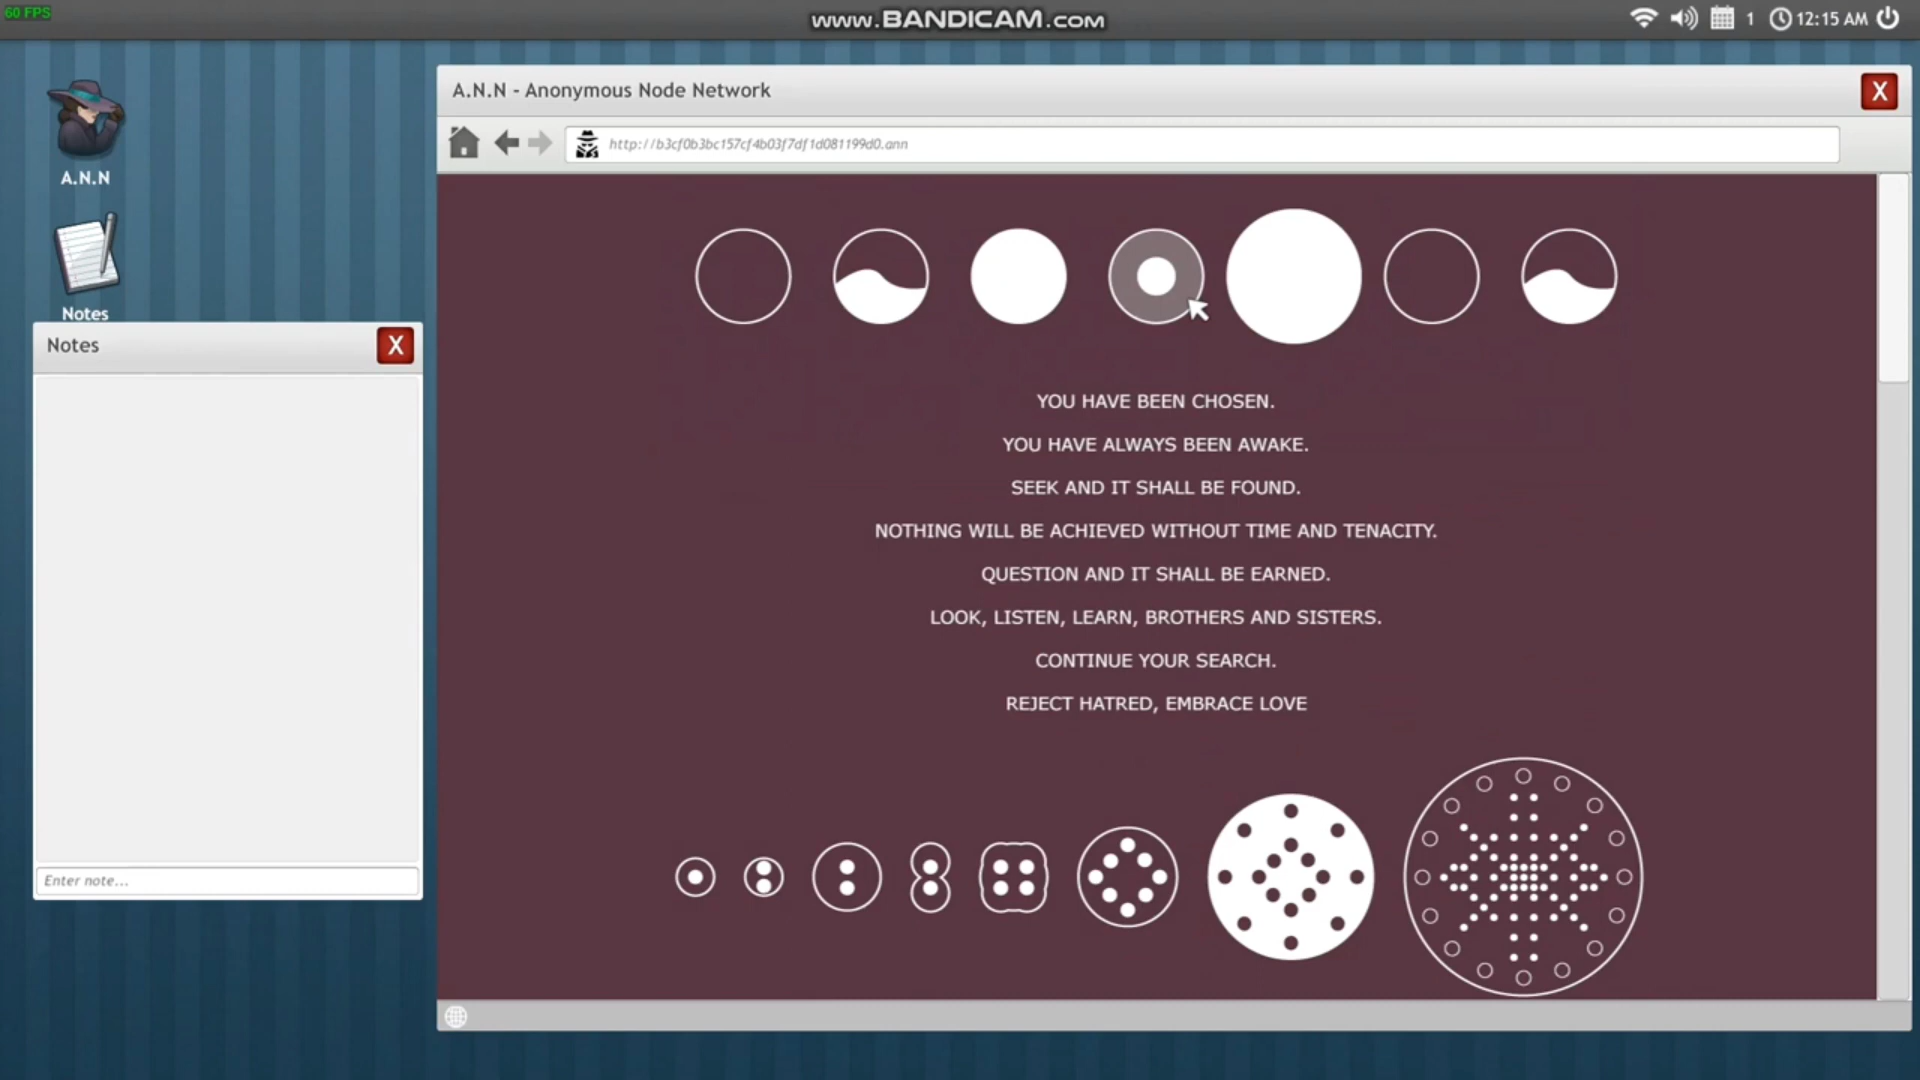 60 FPS
www.BANDICAM.com
1
12:15 AM
A.N.N
Notes
Notes
X
Enter note...
A.N.N - Anonymous Node Network
X
http://b3cf0b3bc157cf4b03f7df1d081199d0.ann
YOU HAVE BEEN CHOSEN.
YOU HAVE ALWAYS BEEN AWAKE.
SEEK AND IT SHALL BE FOUND.
NOTHING WILL BE ACHIEVED WITHOUT TIME AND TENACITY.
QUESTION AND IT SHALL BE EARNED.
LOOK, LISTEN, LEARN, BROTHERS AND SISTERS.
CONTINUE YOUR SEARCH.
REJECT HATRED, EMBRACE LOVE